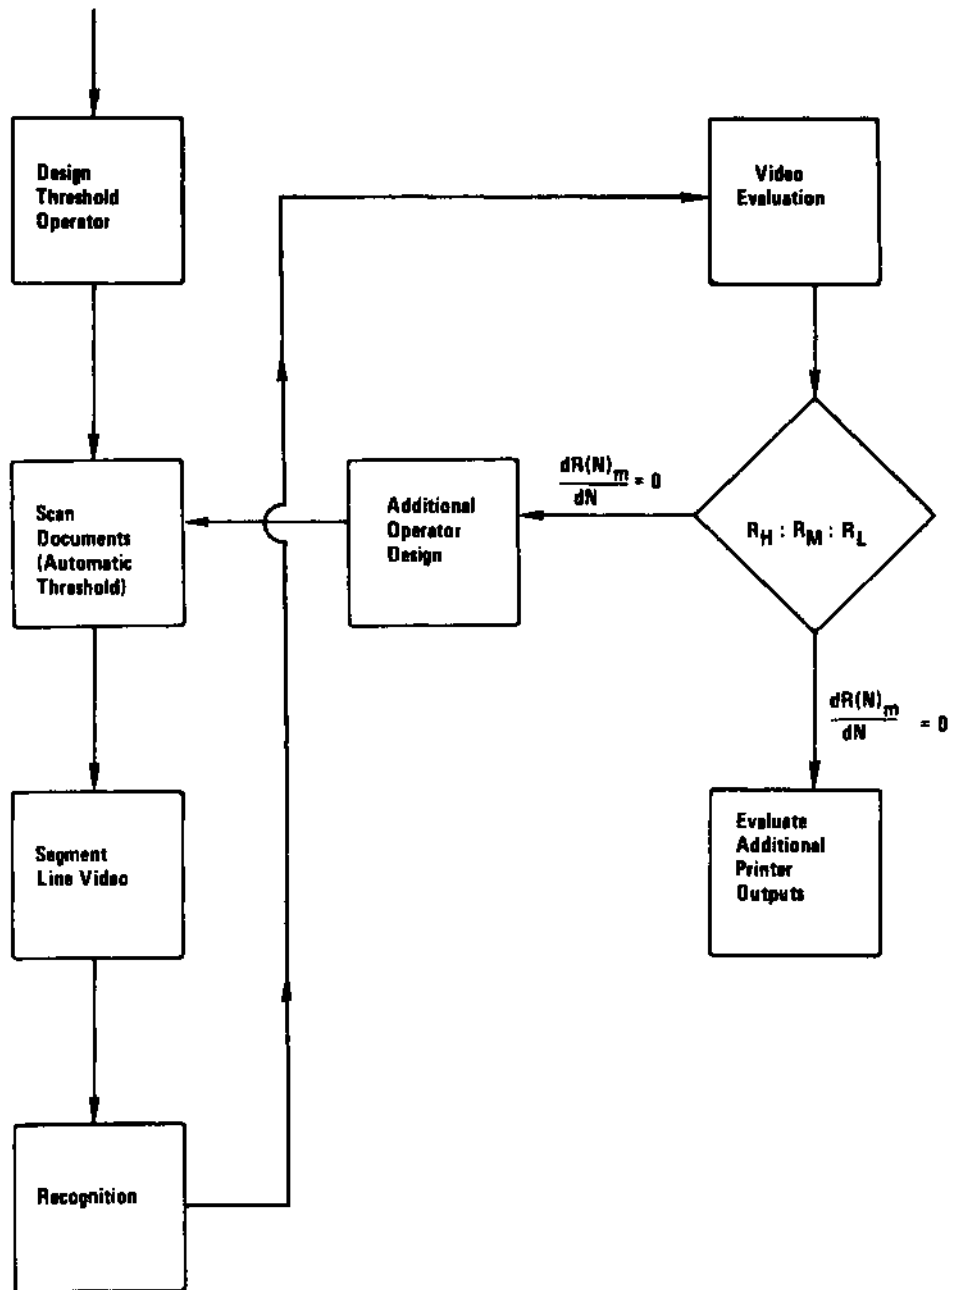 Design
Threshold
Operator
Video
Evaluation
Scan
Documents
(Automatic
Threshold)
Additional
Operator
Design
dR(N)m
dN
= 0
RH : RM : RL
dR(N)m
dN
= 0
Segment
Line Video
Evaluate
Additional
Printer
Outputs
Recognition